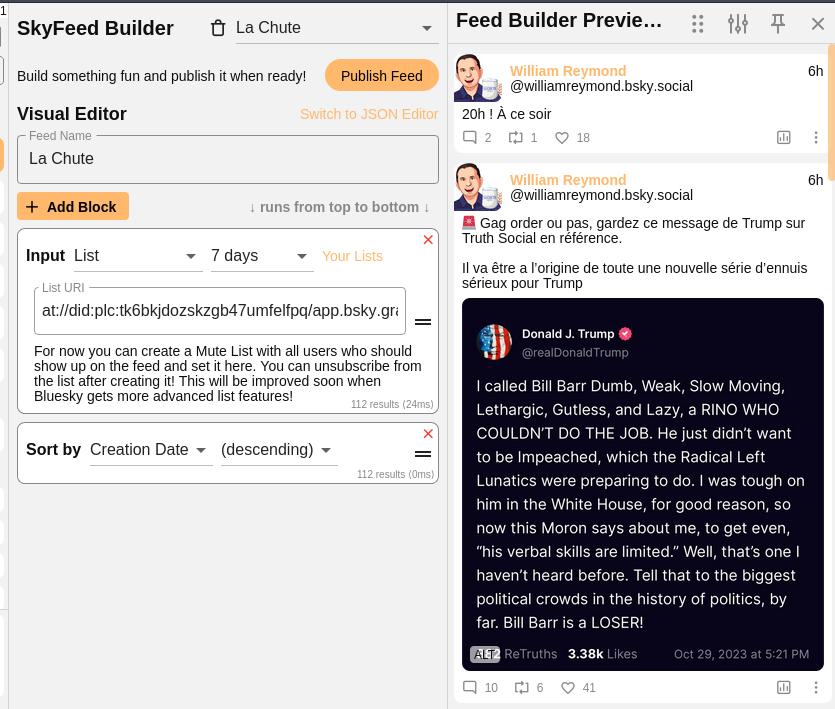 1
SkyFeed Builder
La Chute
Build something fun and publish it when ready!
Publish Feed
Visual Editor
Switch to JSON Editor
Feed Name
La Chute
+ Add Block
↓ runs from top to bottom ↓
Input List 7 days Your Lists
List URI
at://did:plc:tk6bkjdozskzgb47umfelfpq/app.bsky.gra
For now you can create a Mute List with all users who should
show up on the feed and set it here. You can unsubscribe from
the list after creating it! This will be improved soon when
Bluesky gets more advanced list features!
112 results (24ms)
Sort by Creation Date (descending)
112 results (0ms)
Feed Builder Previe...
William Reymond 6h
@williamreymond.bsky.social
20h ! À ce soir
2 1 18
William Reymond 6h
@williamreymond.bsky.social
🚨 Gag order ou pas, gardez ce message de Trump sur
Truth Social en référence.
Il va être a l’origine de toute une nouvelle série d’ennuis
sérieux pour Trump
Donald J. Trump
@realDonaldTrump
I called Bill Barr Dumb, Weak, Slow Moving,
Lethargic, Gutless, and Lazy, a RINO WHO
COULDN’T DO THE JOB. He just didn’t want
to be Impeached, which the Radical Left
Lunatics were preparing to do. I was tough on
him in the White House, for good reason, so
now this Moron says about me, to get even,
“his verbal skills are limited.” Well, that’s one I
haven’t heard before. Tell that to the biggest
political crowds in the history of politics, by
far. Bill Barr is a LOSER!
ALT ReTruths 3.38k Likes Oct 29, 2023 at 5:21 PM
10 6 41